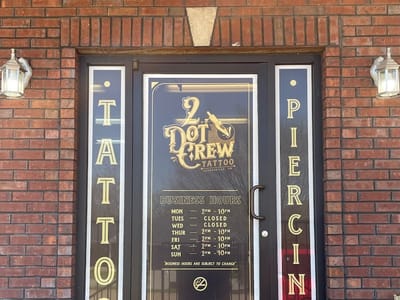 TATTOO
2
DOT
CREW
TATTOO
BUSINESS HOURS
MON — 2PM - 10PM
TUES CLOSED
WED CLOSED
THUR — 2PM - 10PM
FRI — 2PM - 10PM
SAT — 2PM - 10PM
SUN — 2PM - 10PM
"BUSINESS HOURS ARE SUBJECT TO CHANGE"
PIERCIN